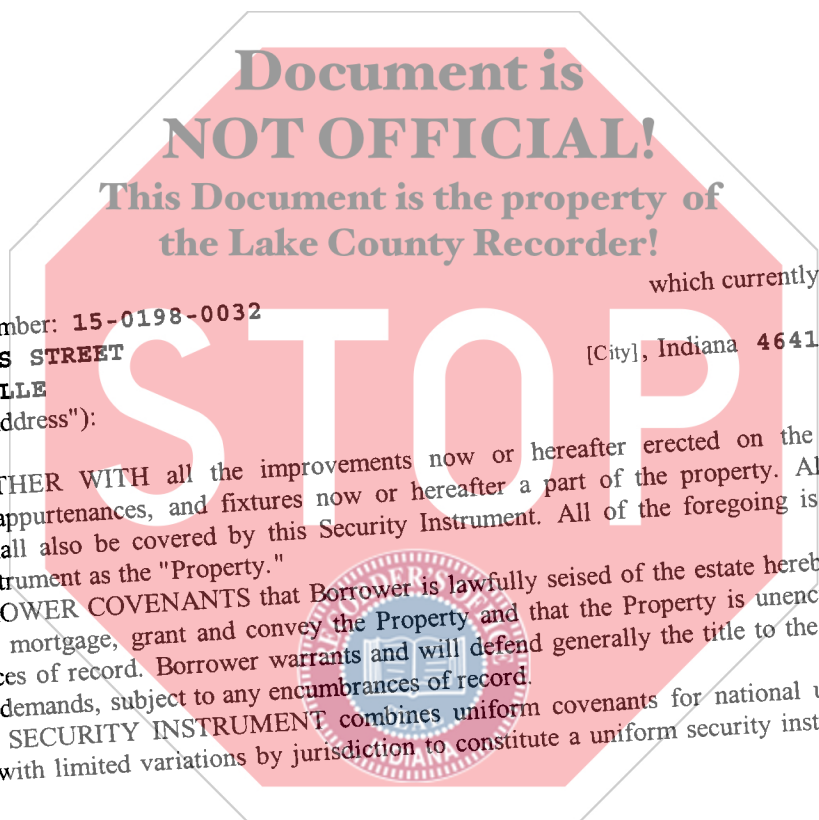 Document is
NOT OFFICIAL!
This Document is the property of
the Lake County Recorder!
which currently
mber: 15-0198-0032
S STREET
[City], Indiana 4641
LLE
ddress"):
THER WITH all the improvements now or hereafter erected on the
appurtenances, and fixtures now or hereafter a part of the property. Al
all also be covered by this Security Instrument. All of the foregoing is
trument as the "Property."
OWER COVENANTS that Borrower is lawfully seised of the estate hereb
mortgage, grant and convey the Property and that the Property is unenc
ces of record. Borrower warrants and will defend generally the title to the
demands, subject to any encumbrances of record.
SECURITY INSTRUMENT combines uniform covenants for national u
with limited variations by jurisdiction to constitute a uniform security inst
STOP
INDIANA